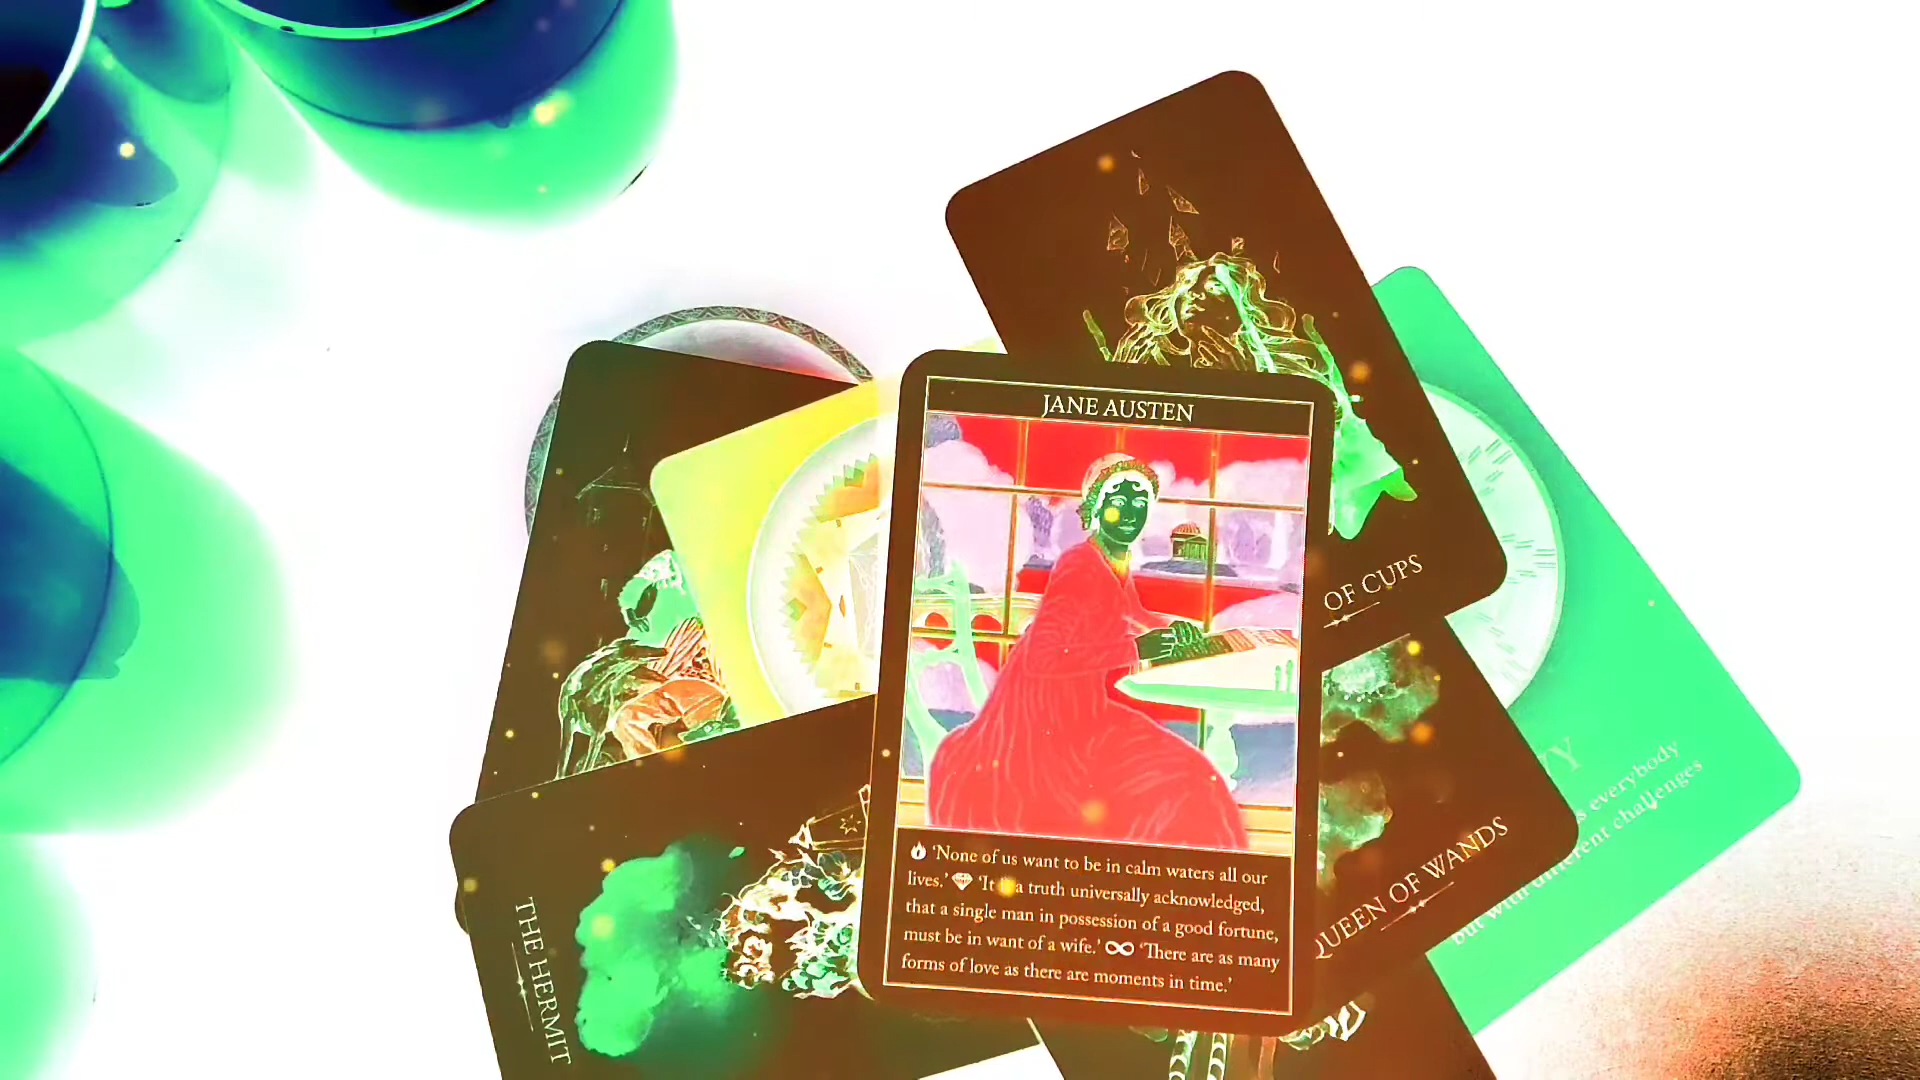 JANE AUSTEN
'None of us want to be in calm waters all our
lives.' 'It is a truth universally acknowledged,
that a single man in possession of a good fortune,
must be in want of a wife.' 'There are as many
forms of love as there are moments in time.'
OF CUPS
QUEEN OF WANDS
everybody
but with different challenges
THE HERMIT